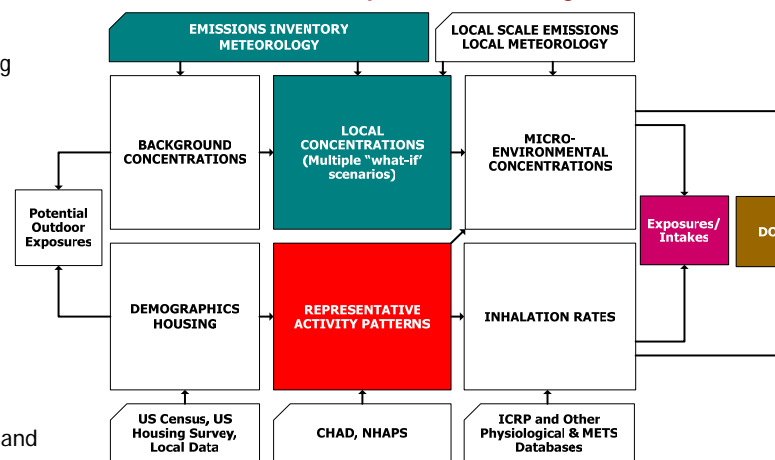 EMISSIONS INVENTORY
METEOROLOGY
LOCAL SCALE EMISSIONS
LOCAL METEOROLOGY
g
BACKGROUND
CONCENTRATIONS
LOCAL
CONCENTRATIONS
(Multiple “what-if’
scenarios)
MICRO-
ENVIRONMENTAL
CONCENTRATIONS
Potential
Outdoor
Exposures
Exposures/
Intakes
DO
DEMOGRAPHICS
HOUSING
REPRESENTATIVE
ACTIVITY PATTERNS
INHALATION RATES
US Census, US
Housing Survey,
Local Data
CHAD, NHAPS
ICRP and Other
Physiological & METS
Databases
and